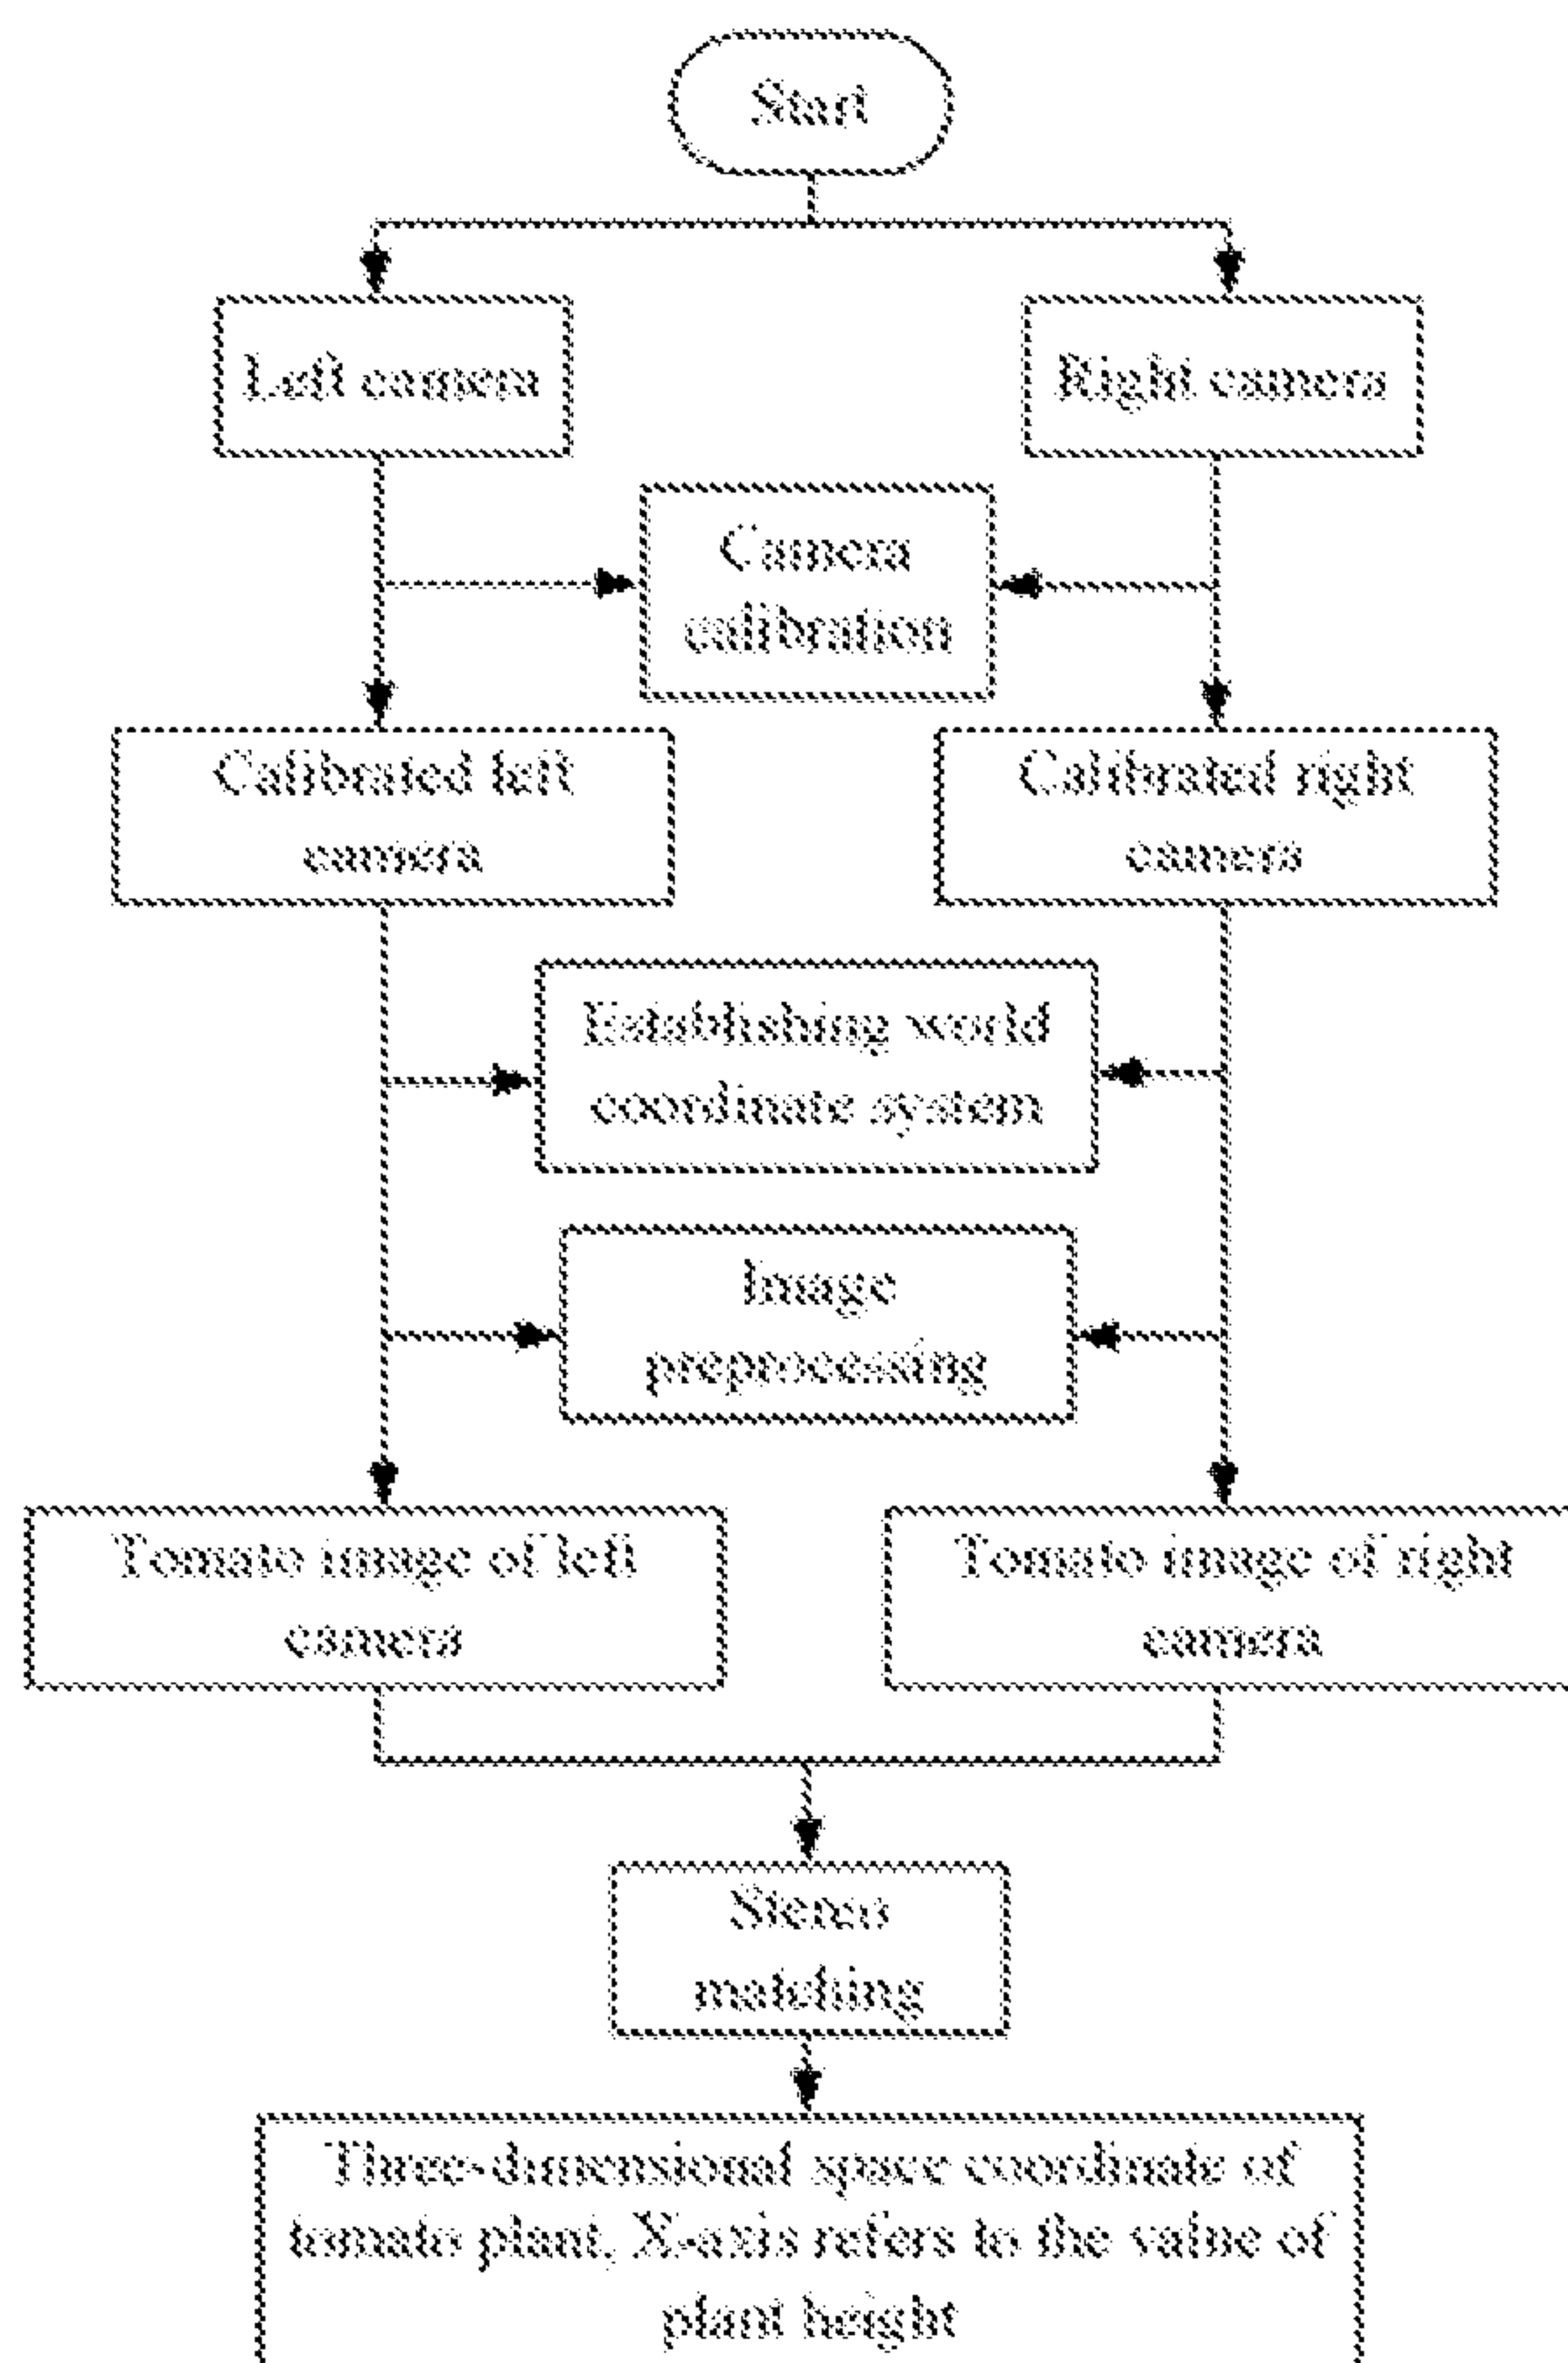 Start
Left camera
Right camera
Camera
calibration
Calibrated left
camera
Calibrated right
camera
Establishing world
coordinate system
Image
preprocessing
Tomato image of left
camera
Tomato image of right
camera
Stereo
matching
Three-dimensional space coordinate of
tomato plant, X-axis refers to the value of
plant height